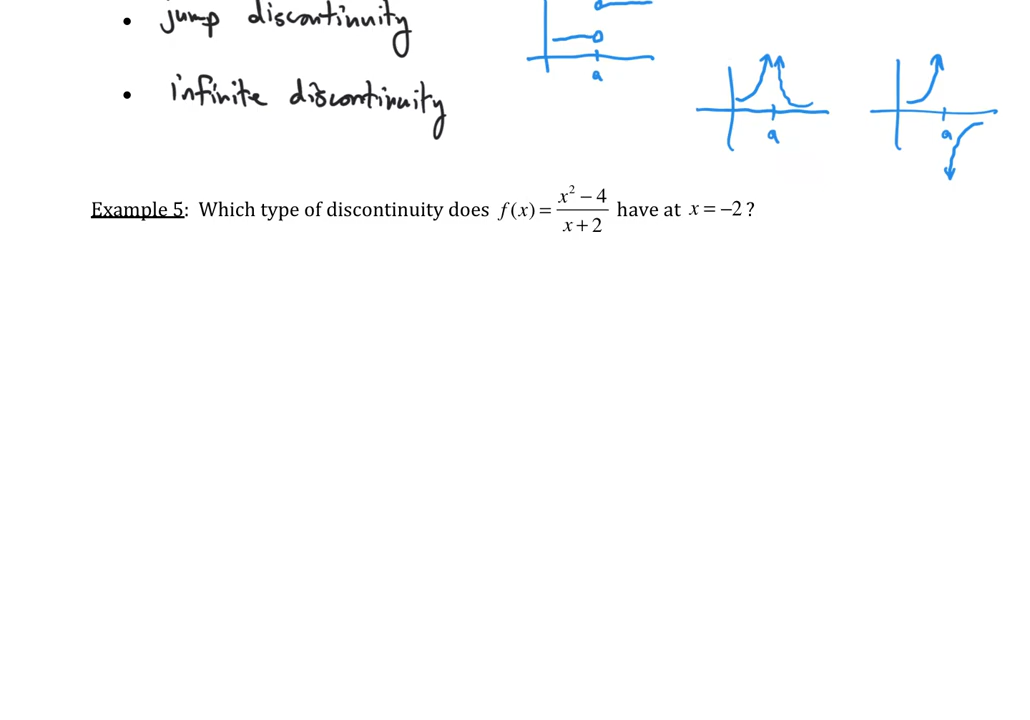 • jump discontinuity
a
• infinite discontinuity
a
a
Example 5: Which type of discontinuity does f(x) = (x² − 4)/(x + 2) have at x = −2?